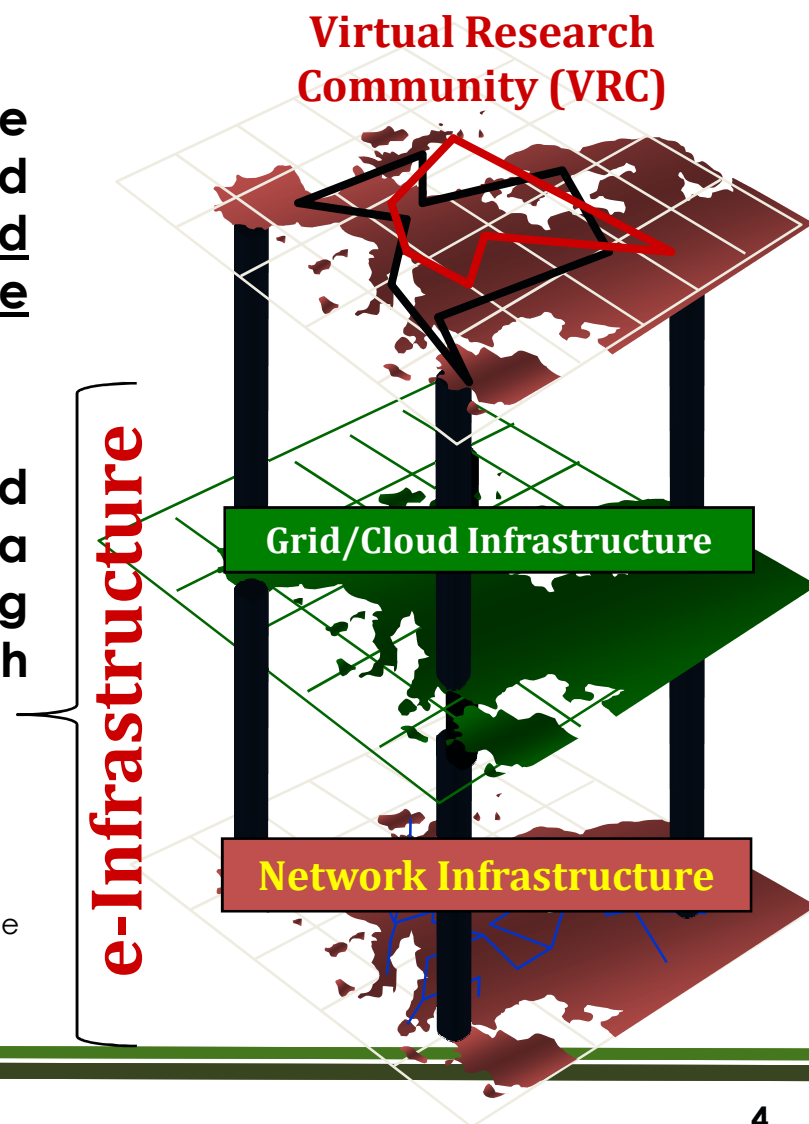 Virtual Research
Community (VRC)
e
d
d
e
d
a
g
h
e-Infrastructure
Grid/Cloud Infrastructure
Network Infrastructure
e
4